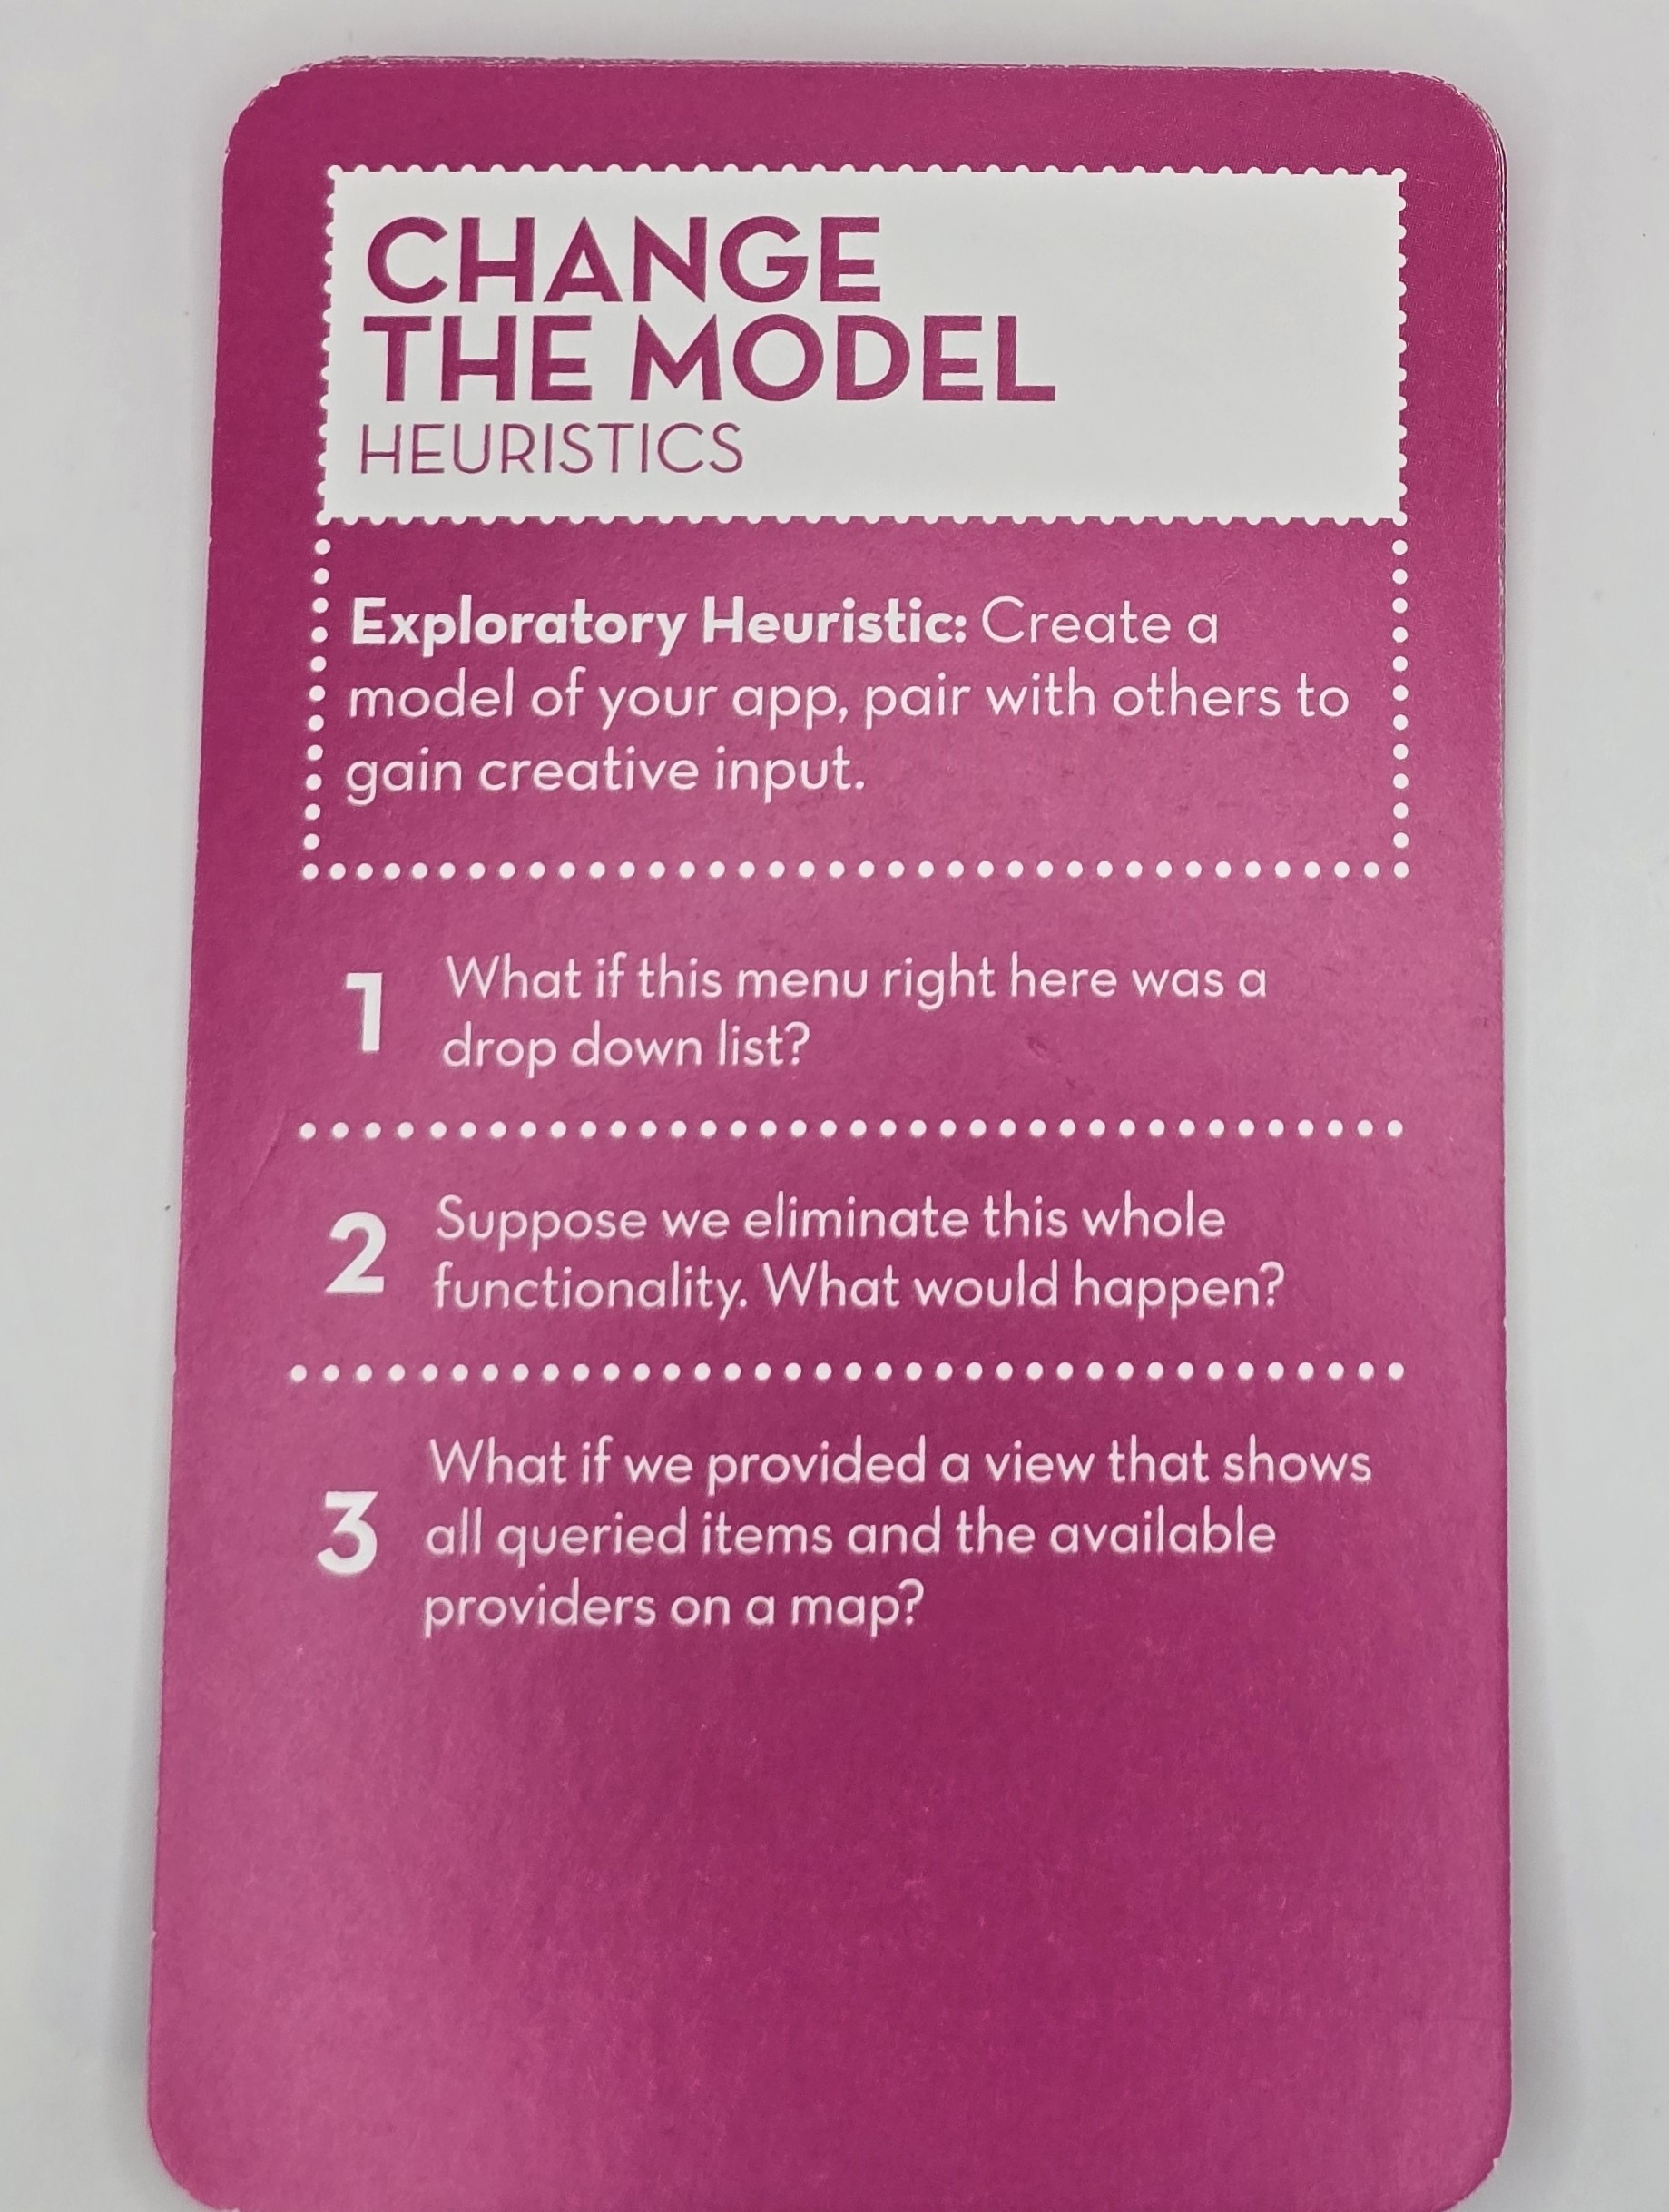 CHANGE
THE MODEL
HEURISTICS
Exploratory Heuristic: Create a
model of your app, pair with others to
gain creative input.
1 What if this menu right here was a
drop down list?
2 Suppose we eliminate this whole
functionality. What would happen?
What if we provided a view that shows
3 all queried items and the available
providers on a map?